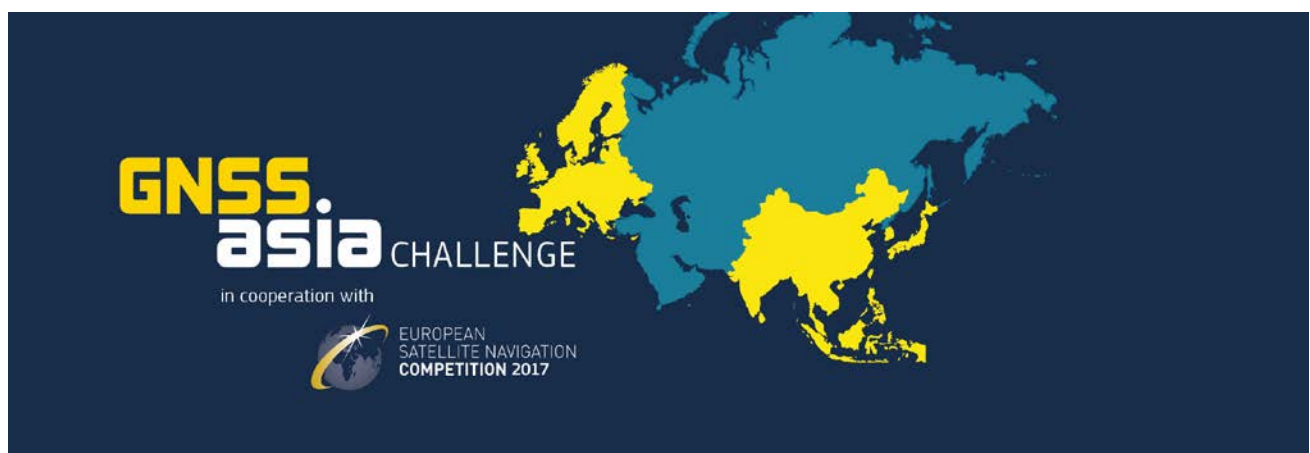 GNSS.
asia CHALLENGE
in cooperation with
EUROPEAN
SATELLITE NAVIGATION
COMPETITION 2017